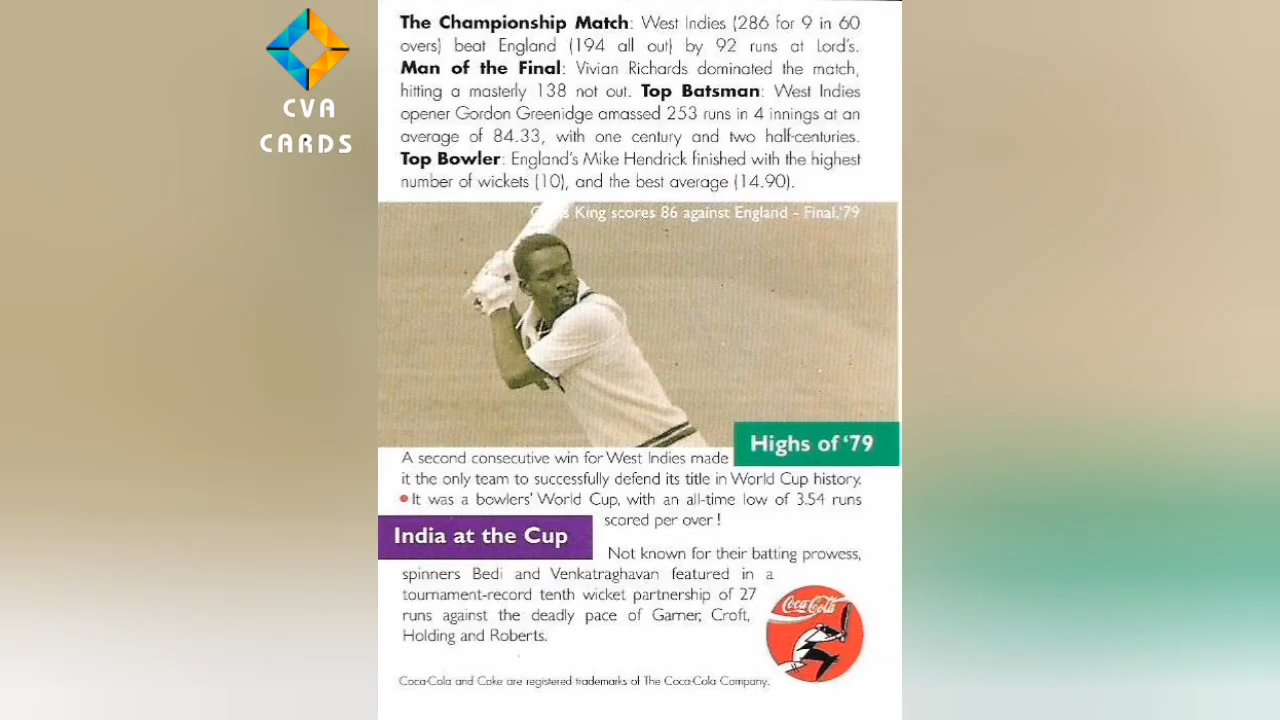 CVA
CARDS
The Championship Match: West Indies (286 for 9 in 60
overs) beat England (194 all out) by 92 runs at Lord's.
Man of the Final: Vivian Richards dominated the match,
hitting a masterly 138 not out. Top Batsman: West Indies
opener Gordon Greenidge amassed 253 runs in 4 innings at an
average of 84.33, with one century and two half-centuries.
Top Bowler: England's Mike Hendrick finished with the highest
number of wickets (10), and the best average (14.90).
King scores 86 against England - Final,'79
Highs of '79
A second consecutive win for West Indies made
it the only team to successfully defend its title in World Cup history.
• It was a bowlers' World Cup, with an all-time low of 3.54 runs
scored per over !
India at the Cup
Not known for their batting prowess,
spinners Bedi and Venkatraghavan featured in a
tournament-record tenth wicket partnership of 27
runs against the deadly pace of Garner, Croft,
Holding and Roberts.
Coca-Cola
Coca-Cola and Coke are registered trademarks of The Coca-Cola Company.